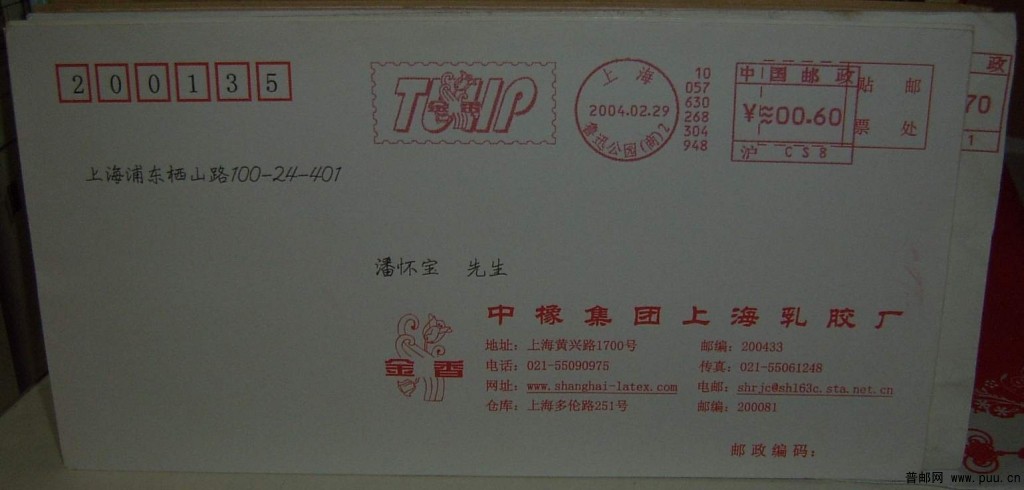 200135
TULIP
金香
上海
2004.02.29
鲁迅公园(南)2
10
057
630
268
304
948
中国邮政
¥≈00.60
沪 CS8
贴邮
票处
政
70
1
上海浦东栖山路100-24-401
潘怀宝 先生
中橡集团上海乳胶厂
金香
地址：上海黄兴路1700号 邮编：200433
电话：021-55090975 传真：021-55061248
网址：www.shanghai-latex.com 电邮：shrjc@sh163c.sta.net.cn
仓库：上海多伦路251号 邮编：200081
邮政编码：
普邮网 www.puu.cn